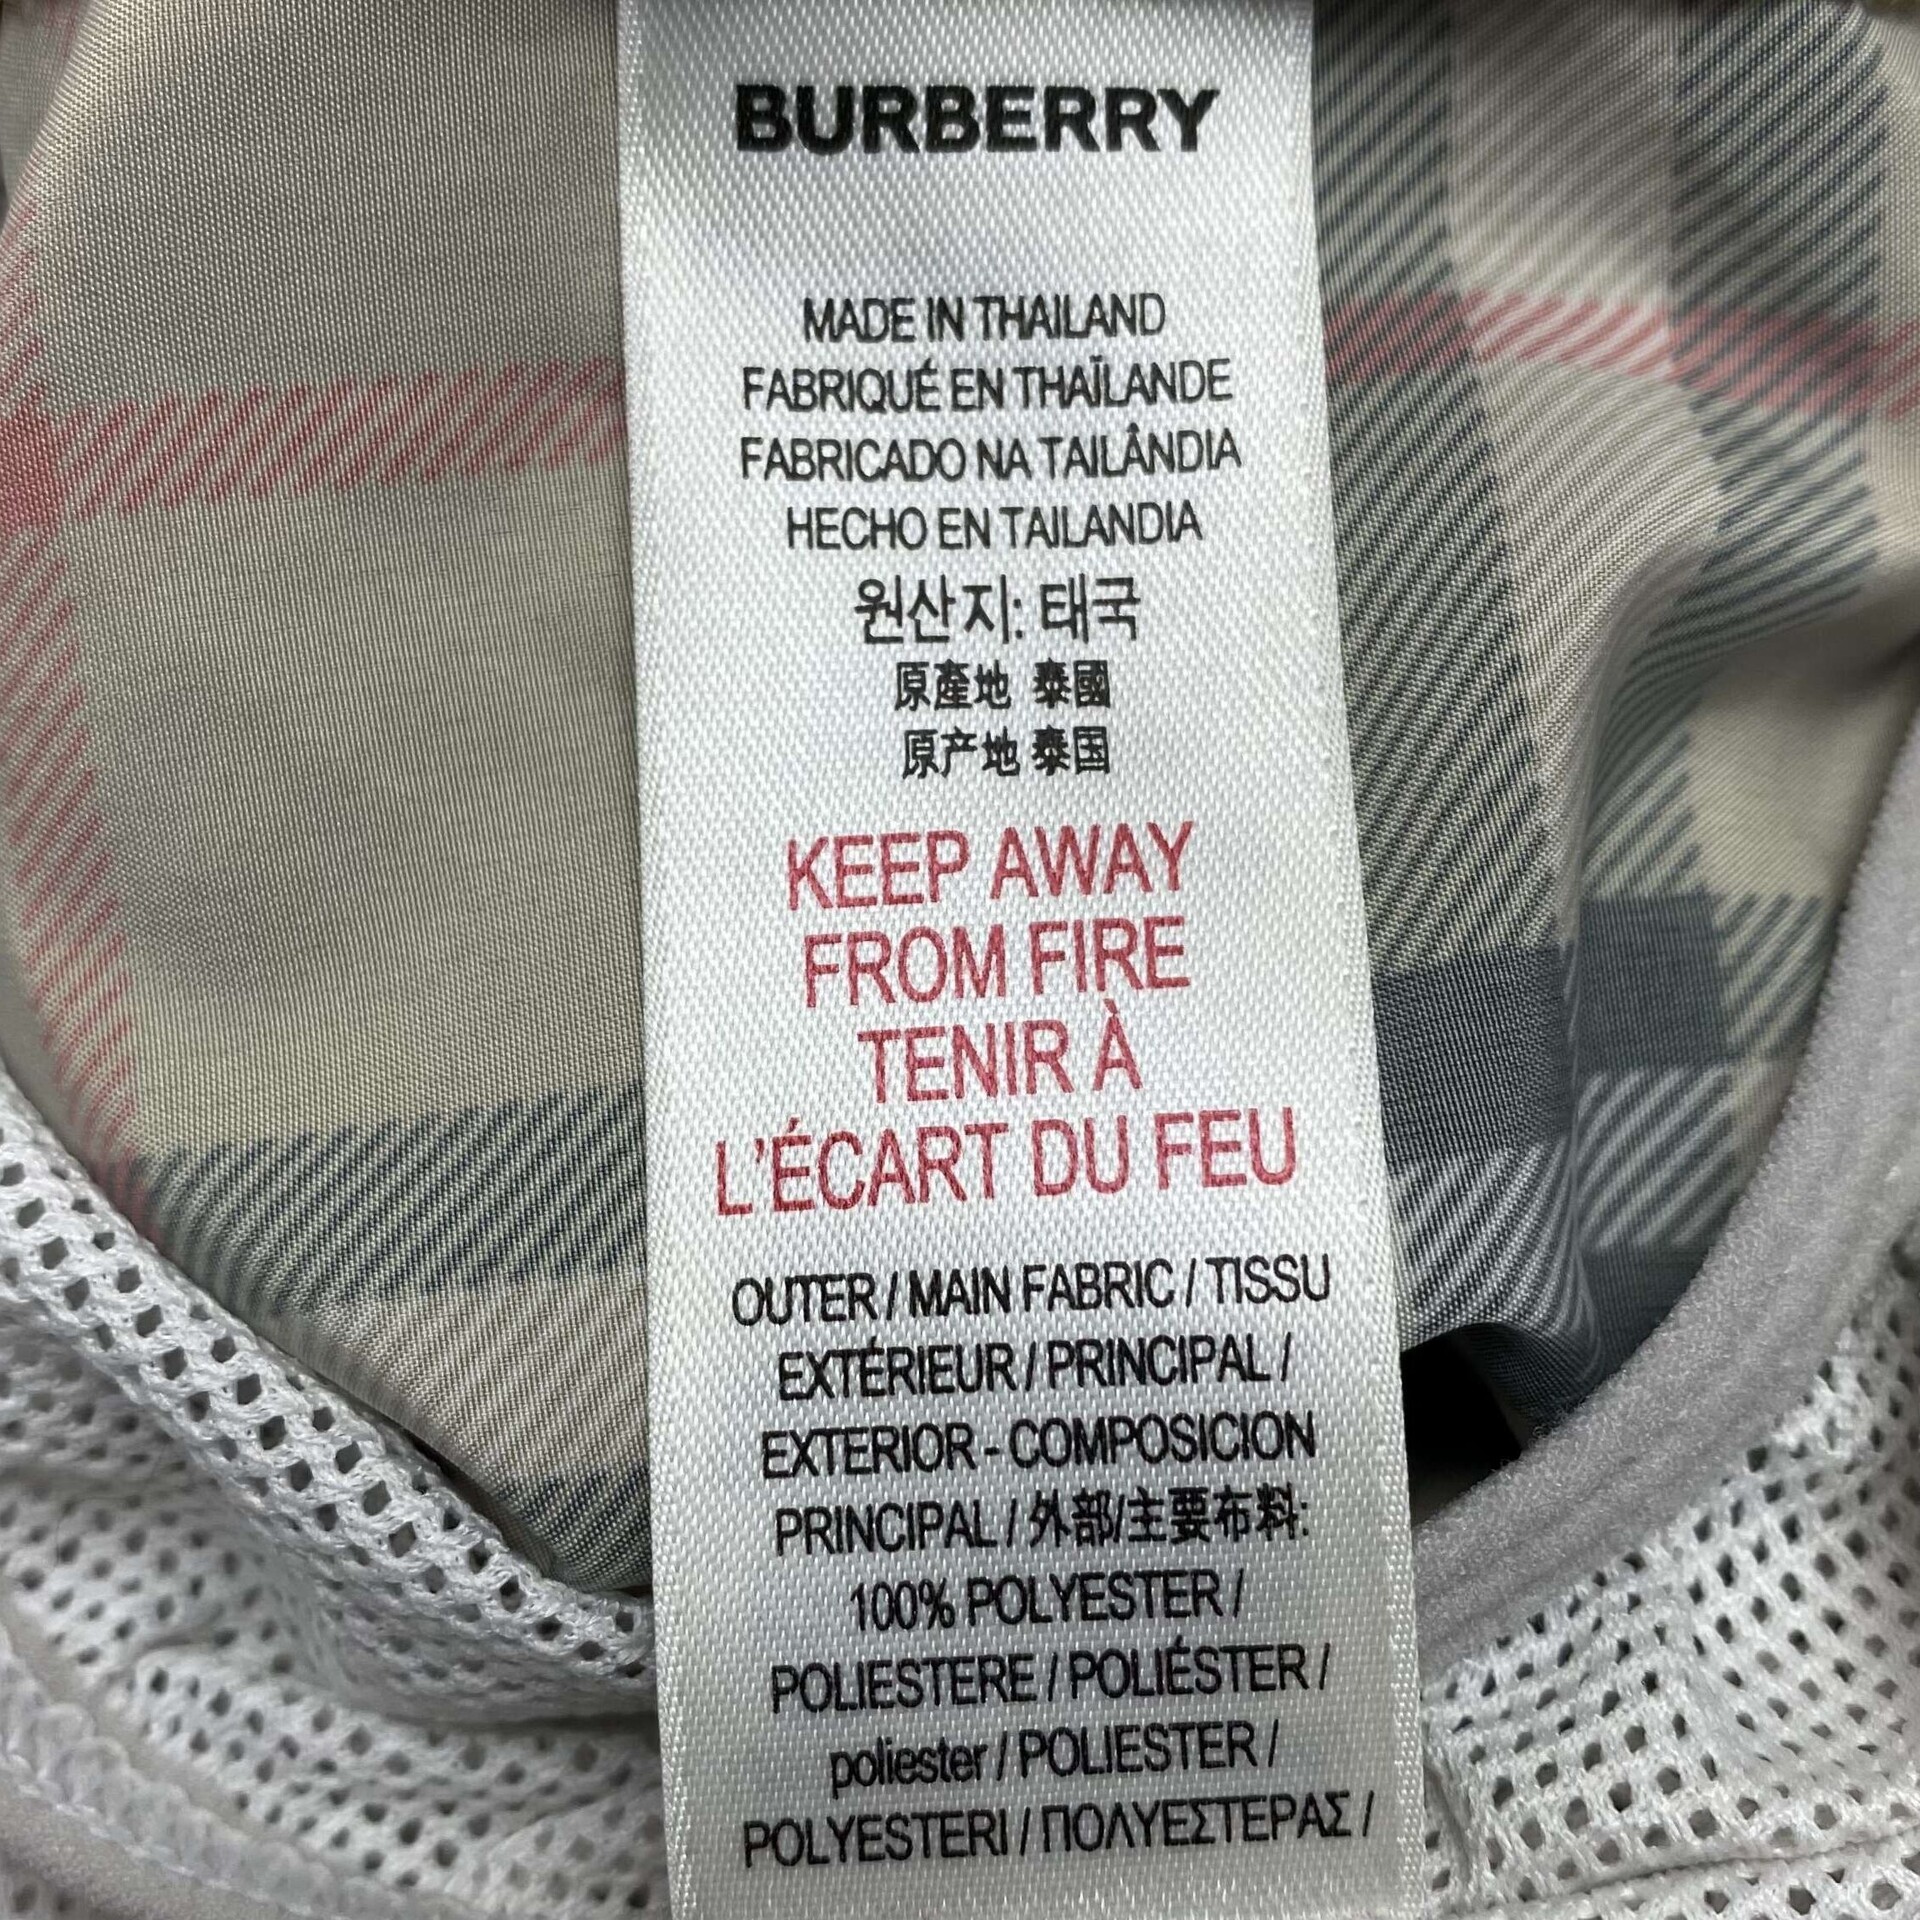 BURBERRY
MADE IN THAILAND
FABRIQUÉ EN THAÏLANDE
FABRICADO NA TAILÂNDIA
HECHO EN TAILANDIA
원산지: 태국
原產地 泰國
原产地 泰国
KEEP AWAY
FROM FIRE
TENIR À
L'ÉCART DU FEU
OUTER / MAIN FABRIC / TISSU
EXTÉRIEUR / PRINCIPAL /
EXTERIOR - COMPOSICION
PRINCIPAL / 外部/主要布料:
100% POLYESTER /
POLIESTERE / POLIÉSTER /
poliester / POLIESTER /
POLYESTERI / ΠΟΛΥΕΣΤΕΡΑΣ /